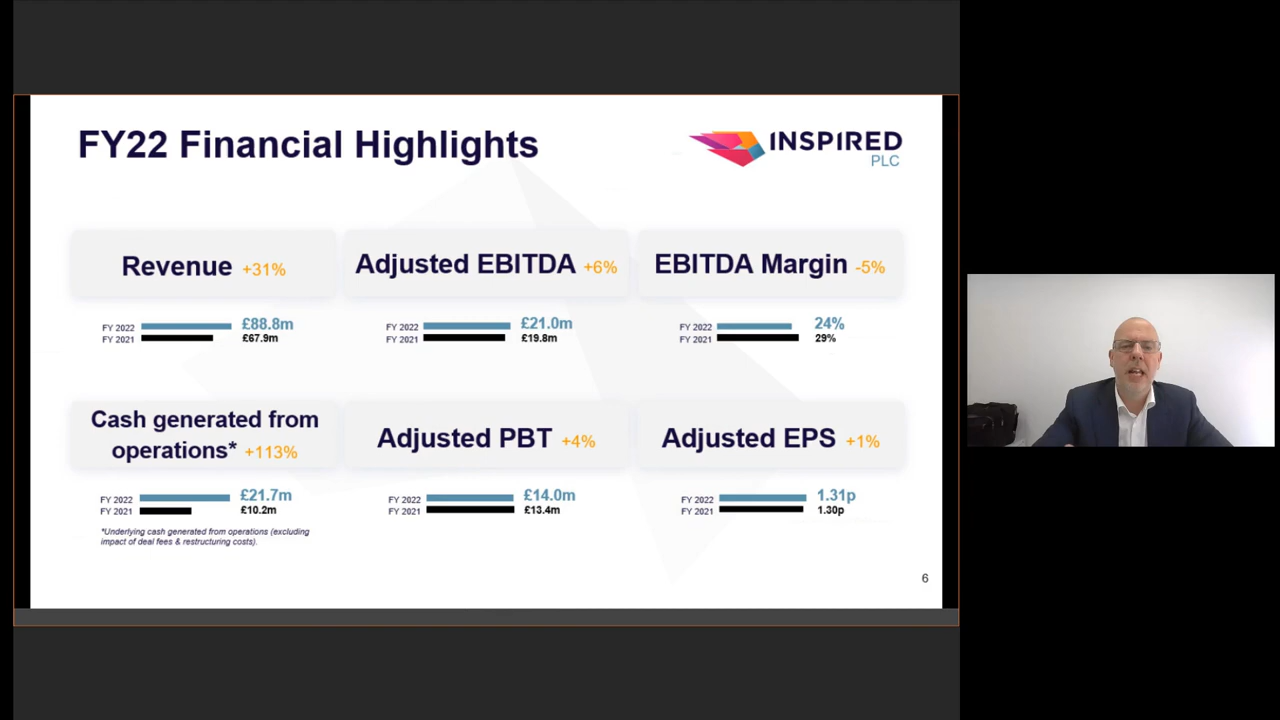 FY22 Financial Highlights
INSPIRED
PLC
Revenue +31%
FY 2022 £88.8m
FY 2021 £67.9m
Adjusted EBITDA +6%
FY 2022 £21.0m
FY 2021 £19.8m
EBITDA Margin -5%
FY 2022 24%
FY 2021 29%
Cash generated from
operations* +113%
FY 2022 £21.7m
FY 2021 £10.2m
*Underlying cash generated from operations (excluding
impact of deal fees & restructuring costs).
Adjusted PBT +4%
FY 2022 £14.0m
FY 2021 £13.4m
Adjusted EPS +1%
FY 2022 1.31p
FY 2021 1.30p
6